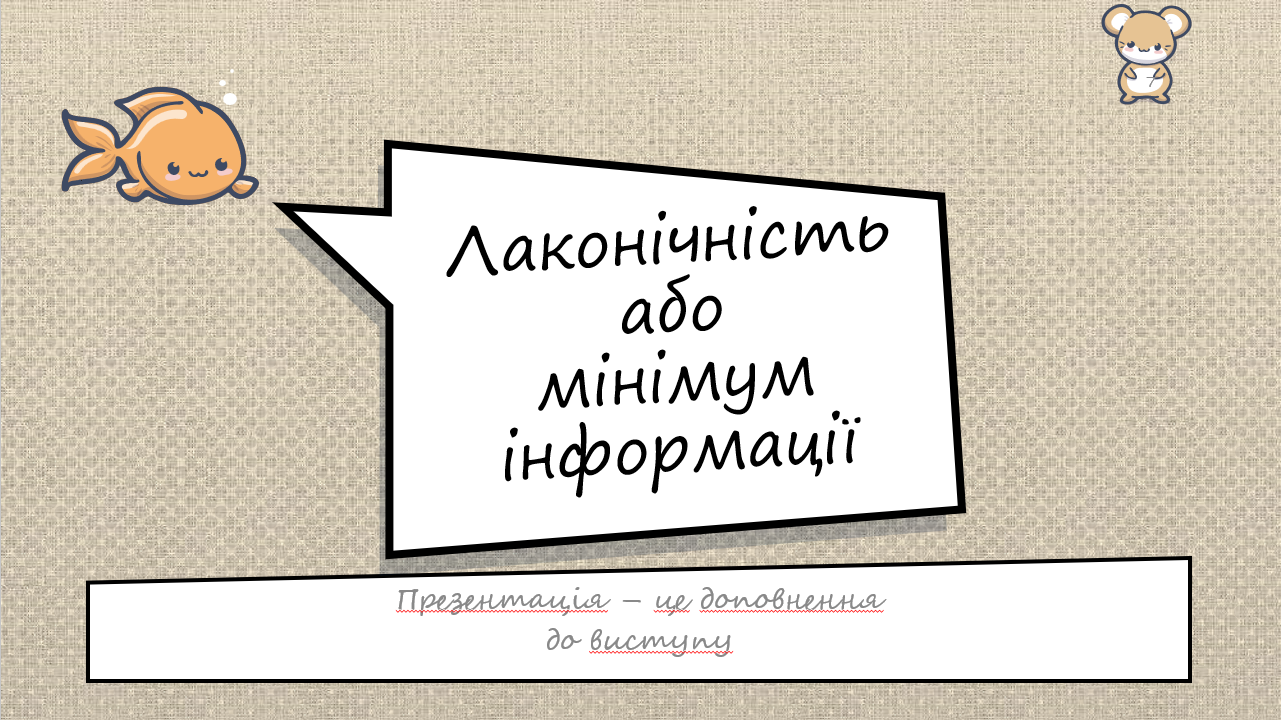 Лаконічність
або
мінімум
інформації
Презентація – це доповнення
до виступу